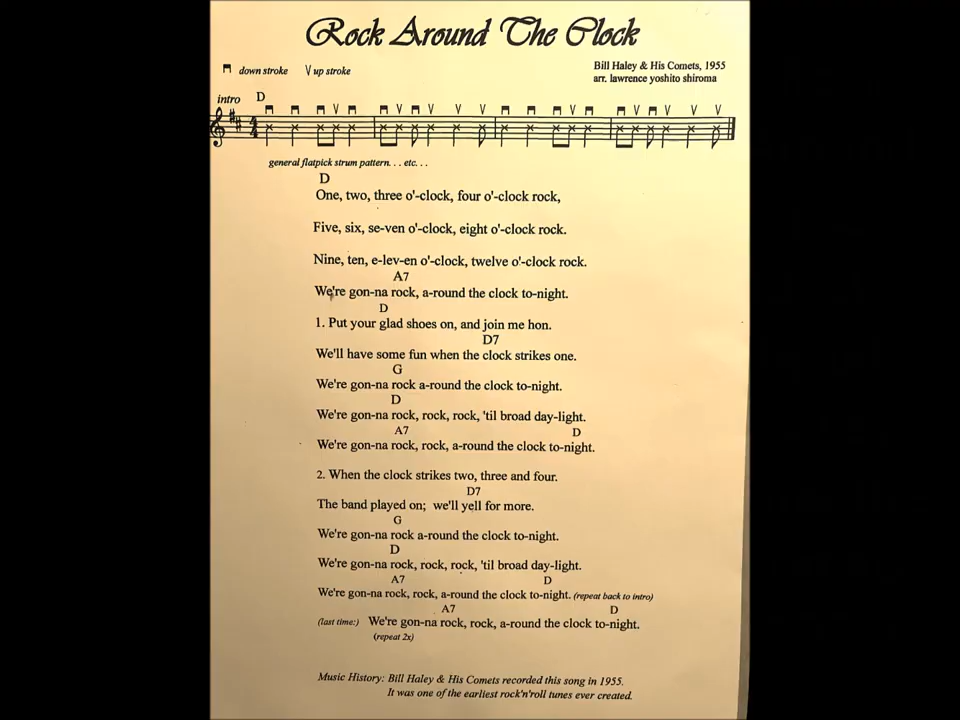 Rock Around The Clock
down stroke V up stroke
Bill Haley & His Comets, 1955
arr. lawrence yoshito shiroma
intro D
general flatpick strum pattern. . . etc. . .
D
One, two, three o'-clock, four o'-clock rock,
Five, six, se-ven o'-clock, eight o'-clock rock.
Nine, ten, e-lev-en o'-clock, twelve o'-clock rock.
A7
We're gon-na rock, a-round the clock to-night.
D
1. Put your glad shoes on, and join me hon.
D7
We'll have some fun when the clock strikes one.
G
We're gon-na rock a-round the clock to-night.
D
We're gon-na rock, rock, rock, 'til broad day-light.
A7 D
We're gon-na rock, rock, a-round the clock to-night.
2. When the clock strikes two, three and four.
D7
The band played on; we'll yell for more.
G
We're gon-na rock a-round the clock to-night.
D
We're gon-na rock, rock, rock, 'til broad day-light.
A7 D
We're gon-na rock, rock, a-round the clock to-night. (repeat back to intro)
A7 D
(last time:) We're gon-na rock, rock, a-round the clock to-night.
(repeat 2x)
Music History: Bill Haley & His Comets recorded this song in 1955.
It was one of the earliest rock'n'roll tunes ever created.